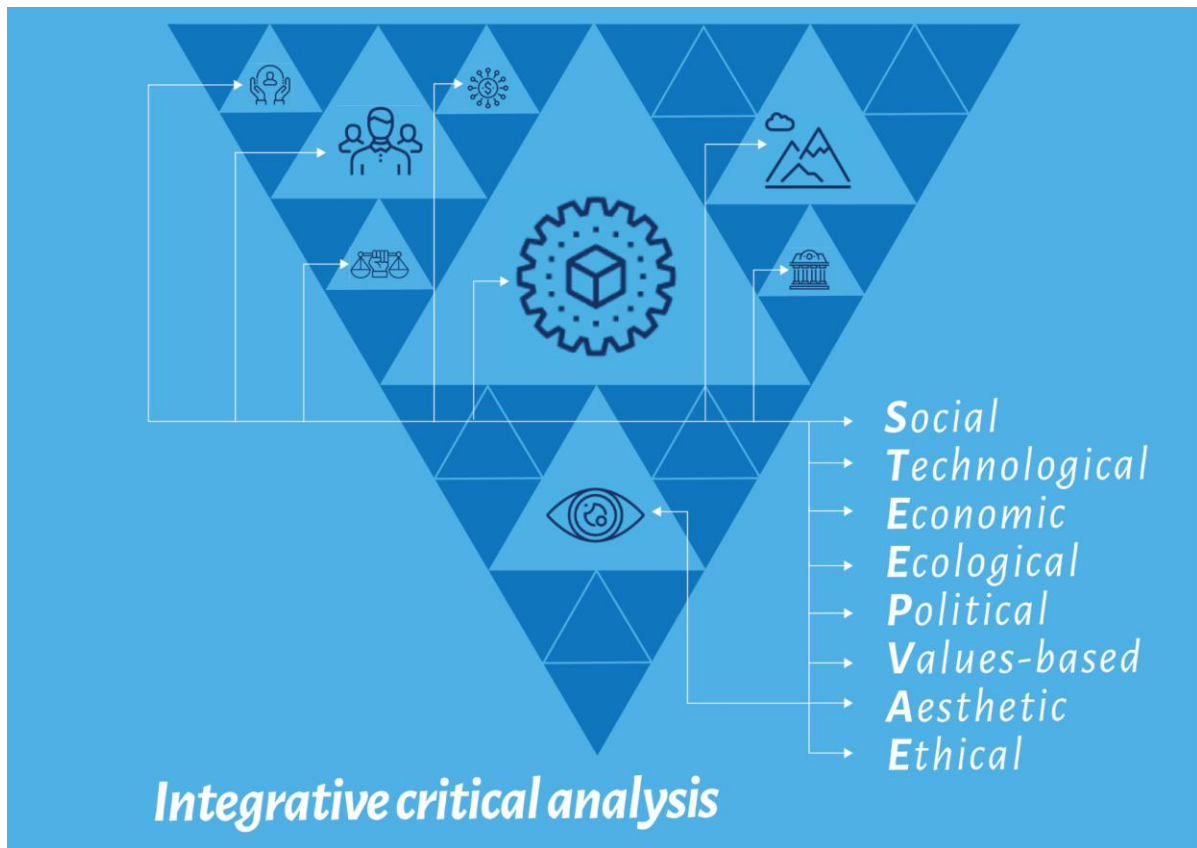 Social
Technological
Economic
Ecological
Political
Values-based
Aesthetic
Ethical
Integrative critical analysis
$